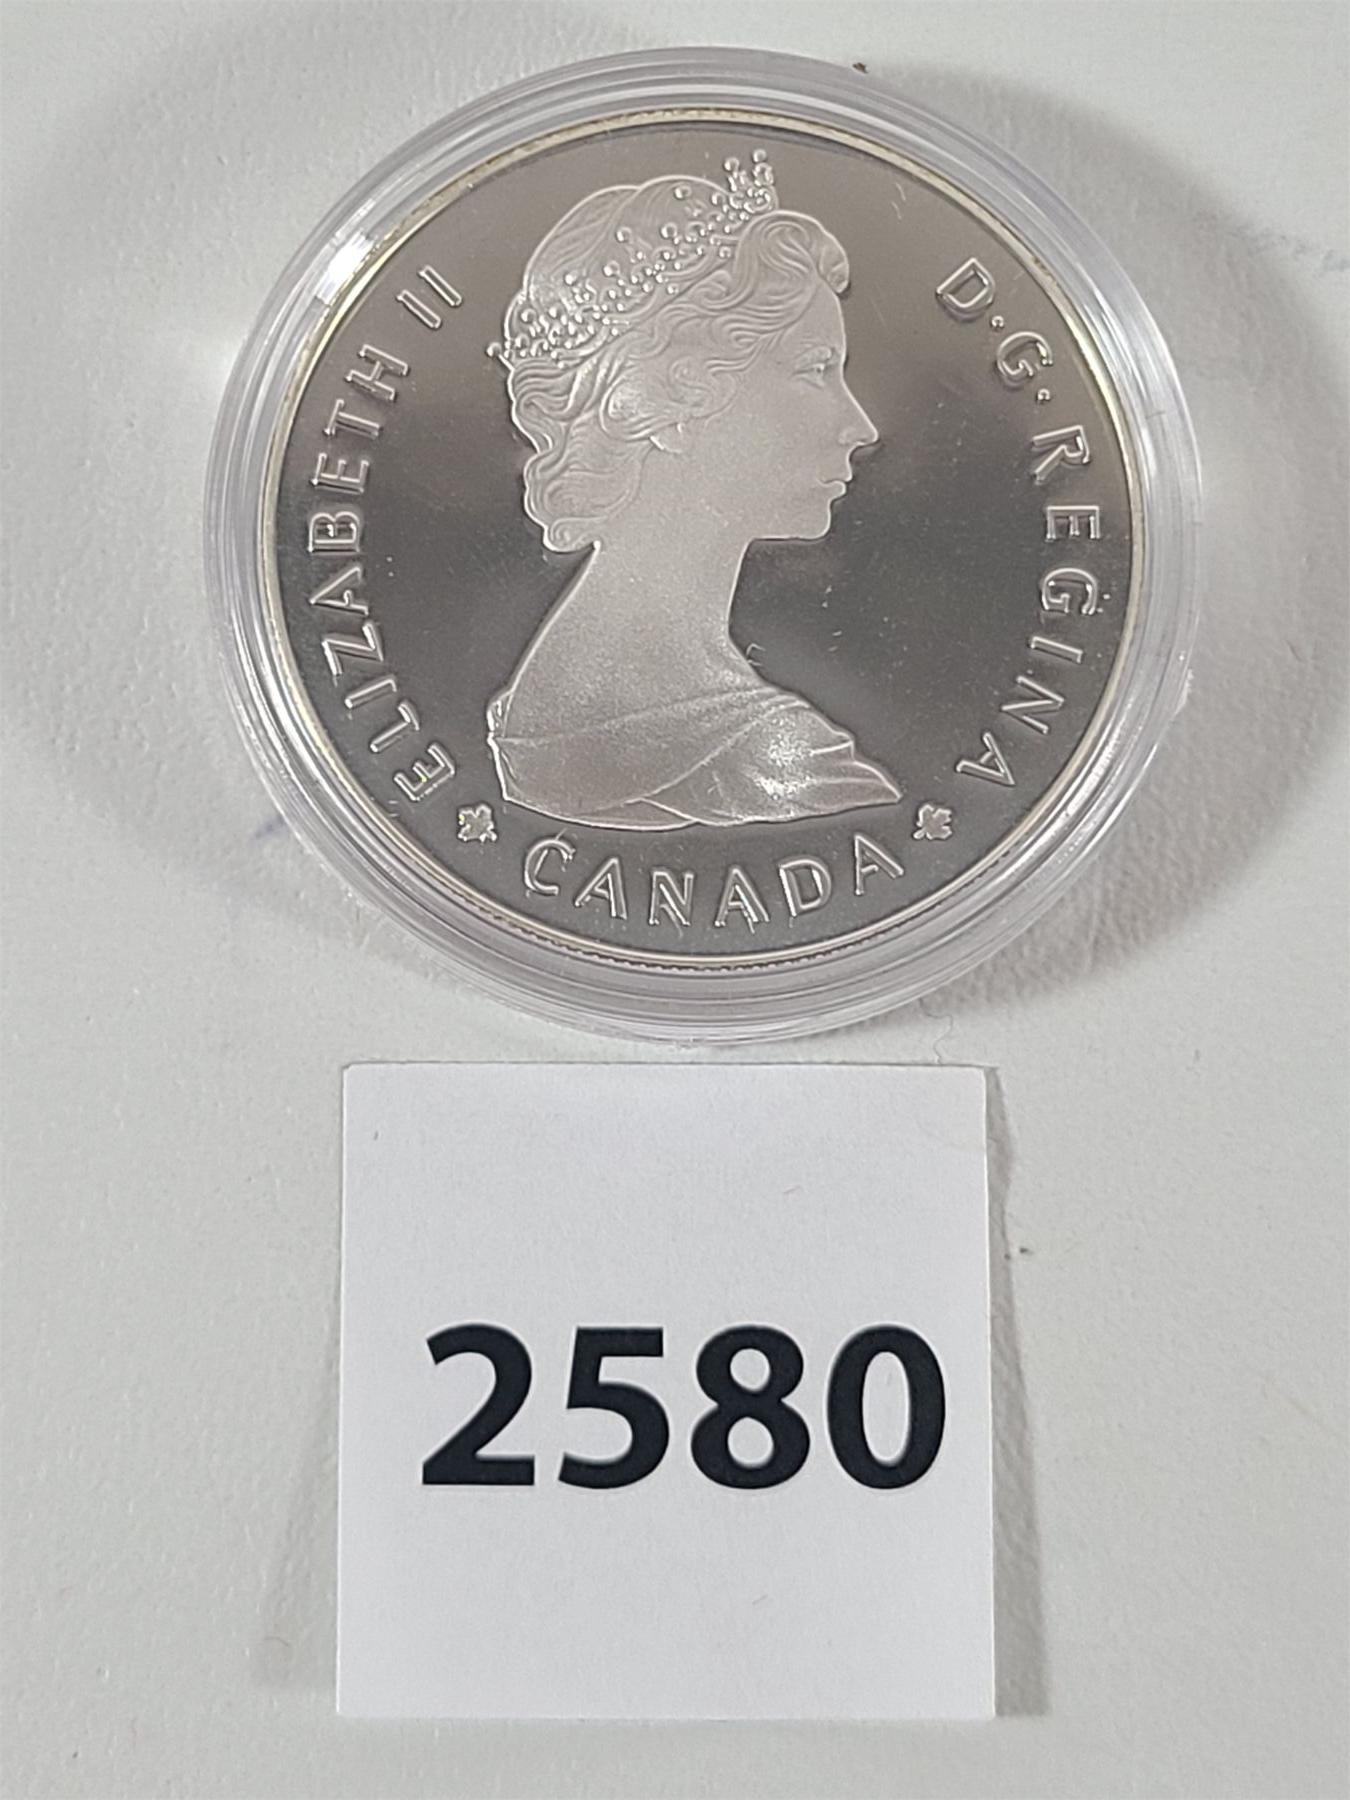 ELIZABETH II
D·G·REGINA
CANADA
2580